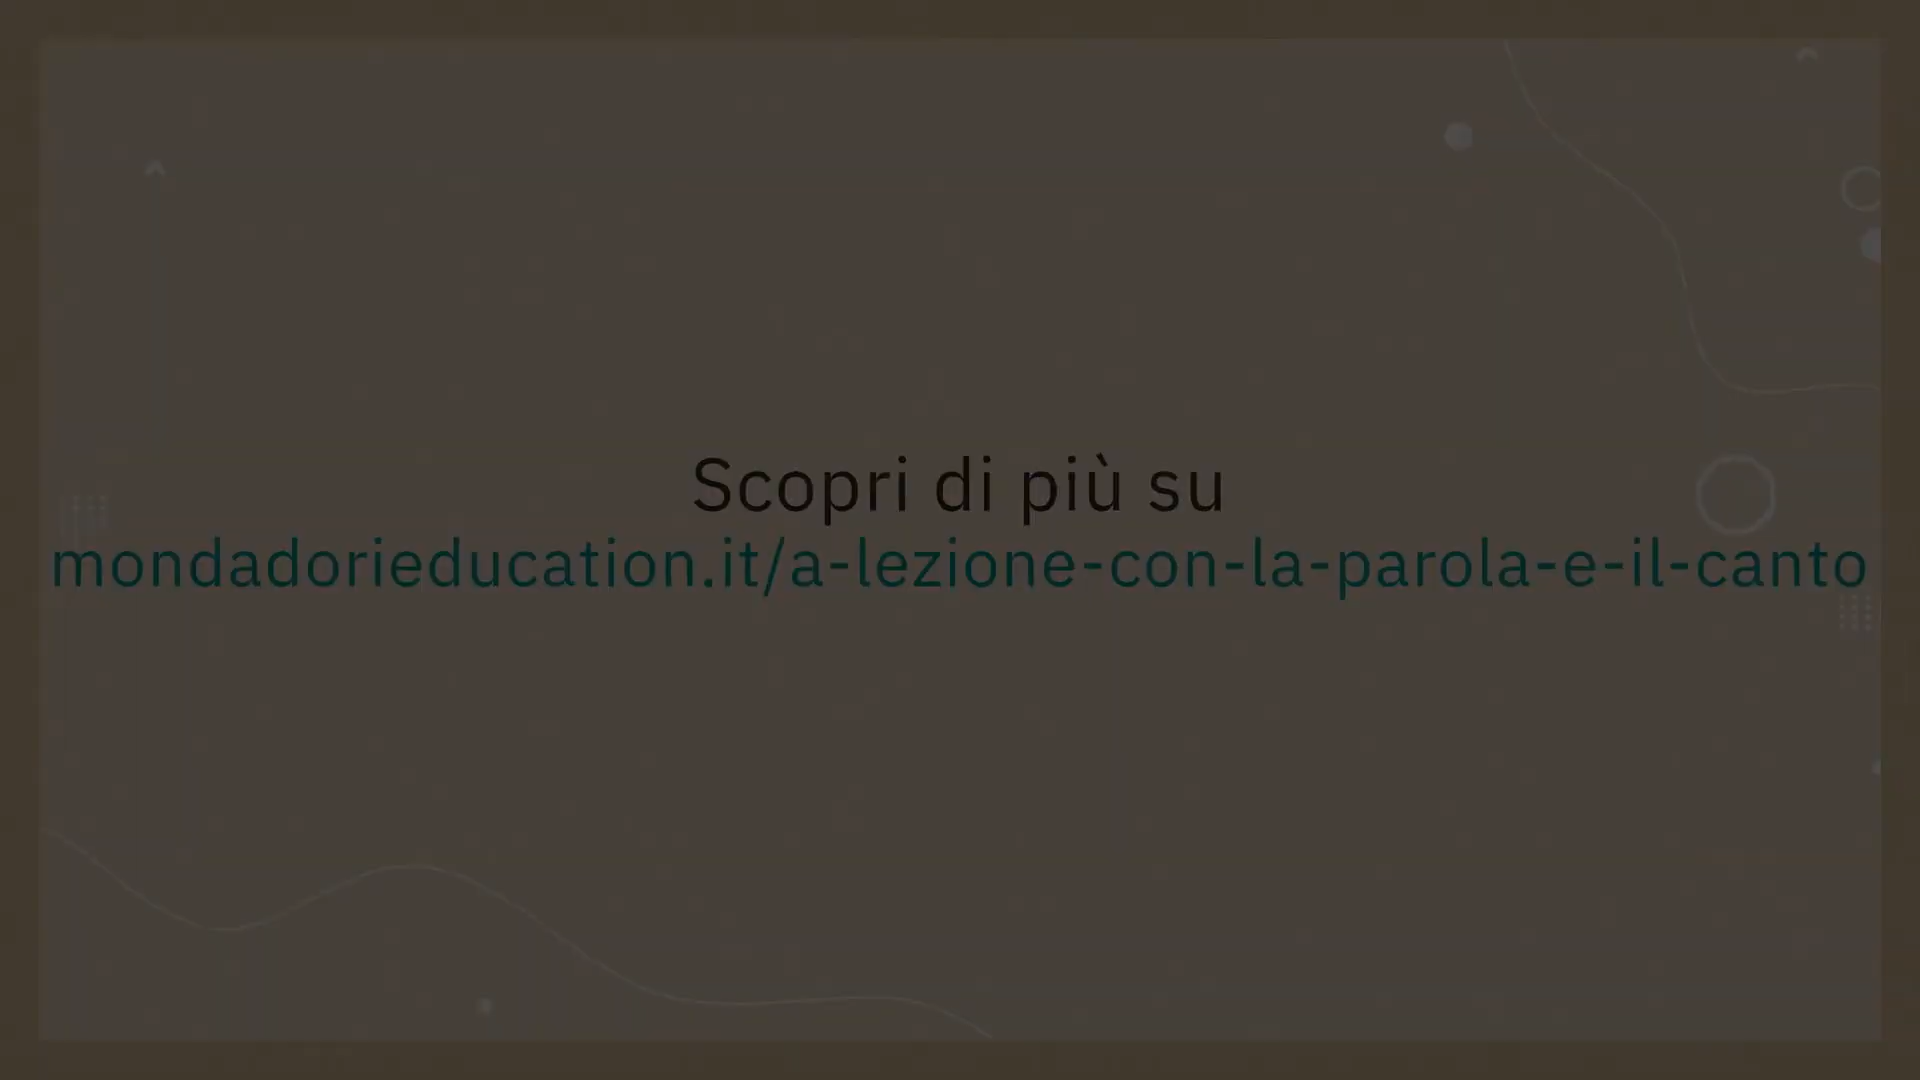 Scopri di più su
mondadorieducation.it/a-lezione-con-la-parola-e-il-canto